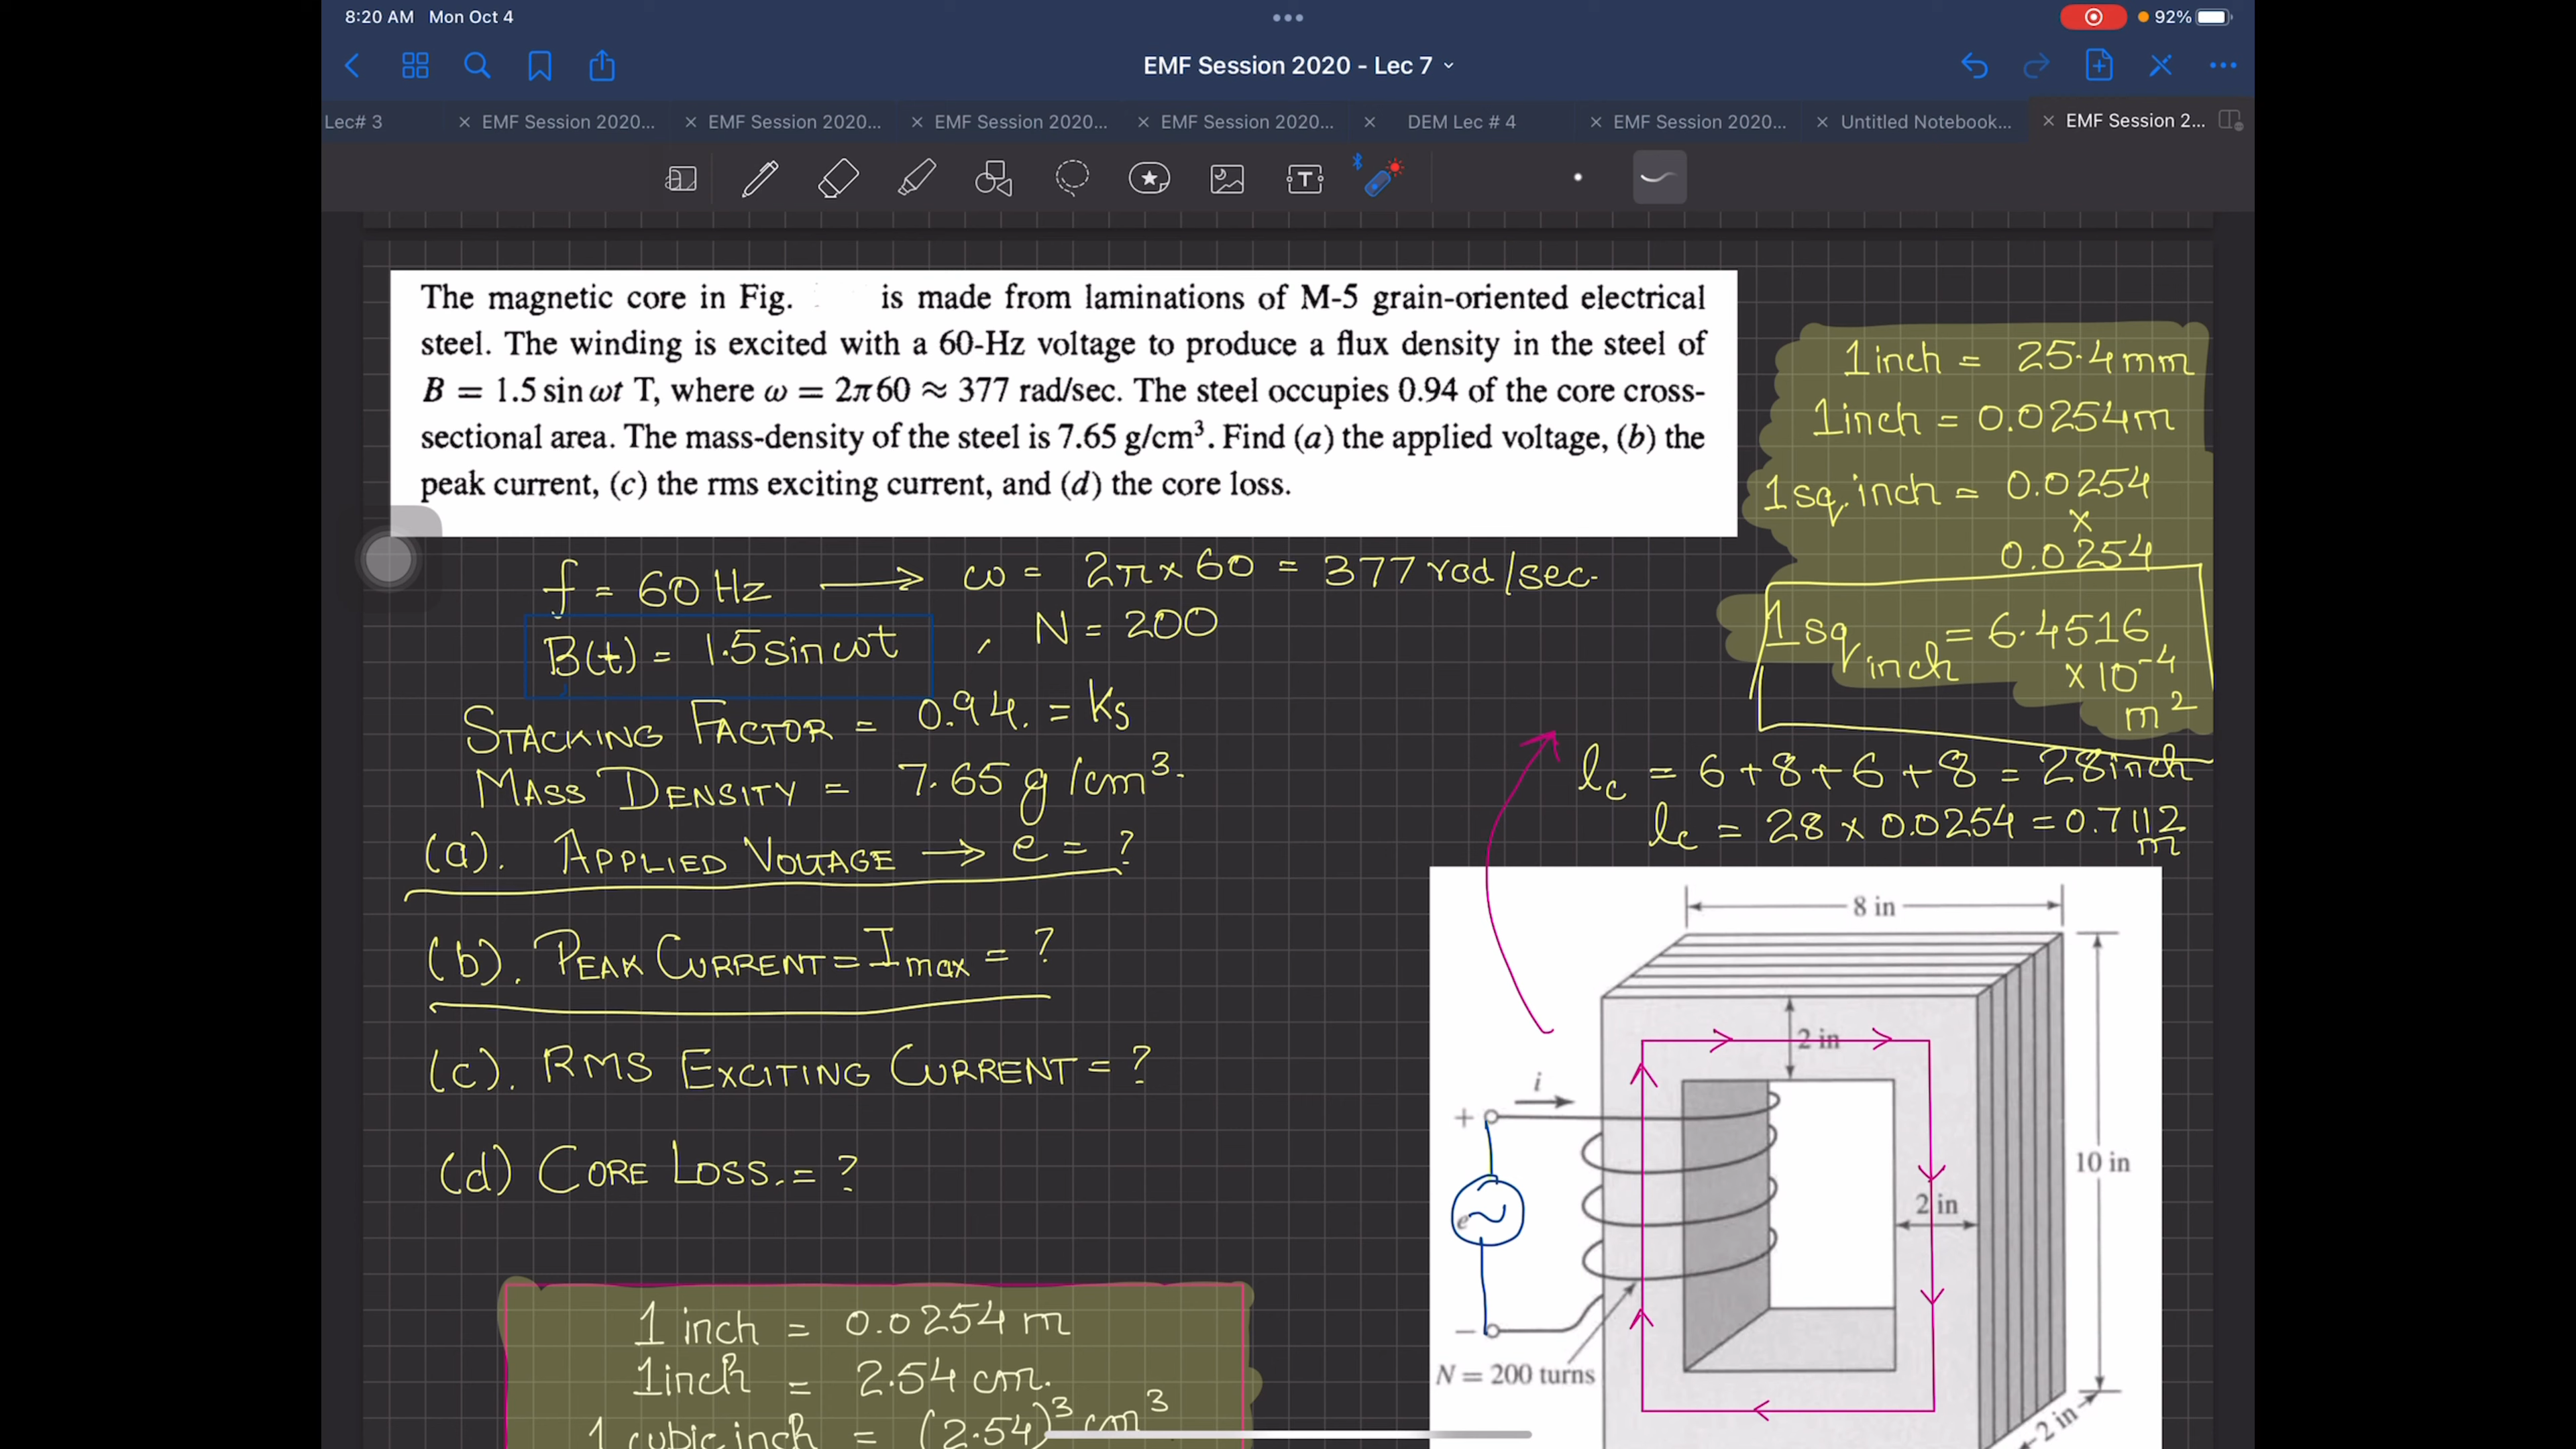 8:20 AM Mon Oct 4
92%
EMF Session 2020 - Lec 7
Lec# 3
EMF Session 2020...
EMF Session 2020...
EMF Session 2020...
EMF Session 2020...
DEM Lec # 4
EMF Session 2020...
Untitled Notebook...
EMF Session 2...
The magnetic core in Fig. is made from laminations of M-5 grain-oriented electrical
steel. The winding is excited with a 60-Hz voltage to produce a flux density in the steel of
B = 1.5 sin ωt T, where ω = 2π60 ≈ 377 rad/sec. The steel occupies 0.94 of the core cross-
sectional area. The mass-density of the steel is 7.65 g/cm³. Find (a) the applied voltage, (b) the
peak current, (c) the rms exciting current, and (d) the core loss.
1 inch = 25.4 mm
1 inch = 0.0254 m
1 sq. inch = 0.0254
×
0.0254
1 sq inch = 6.4516
× 10⁻⁴
m²
f = 60 Hz → ω = 2π × 60 = 377 rad/sec.
B(t) = 1.5 sin ωt , N = 200
STACKING FACTOR = 0.94. = Ks
MASS DENSITY = 7.65 g/cm³.
(a). APPLIED VOLTAGE → e = ?
(b). PEAK CURRENT = Imax = ?
(c). RMS EXCITING CURRENT = ?
(d) CORE LOSS. = ?
lc = 6 + 8 + 6 + 8 = 28 inch
lc = 28 × 0.0254 = 0.7112
m
8 in
2 in
i
+
10 in
2 in
e
−
N = 200 turns
2 in
1 inch = 0.0254 m
1 inch = 2.54 cm.
1 cubic inch = (2.54)³ cm³